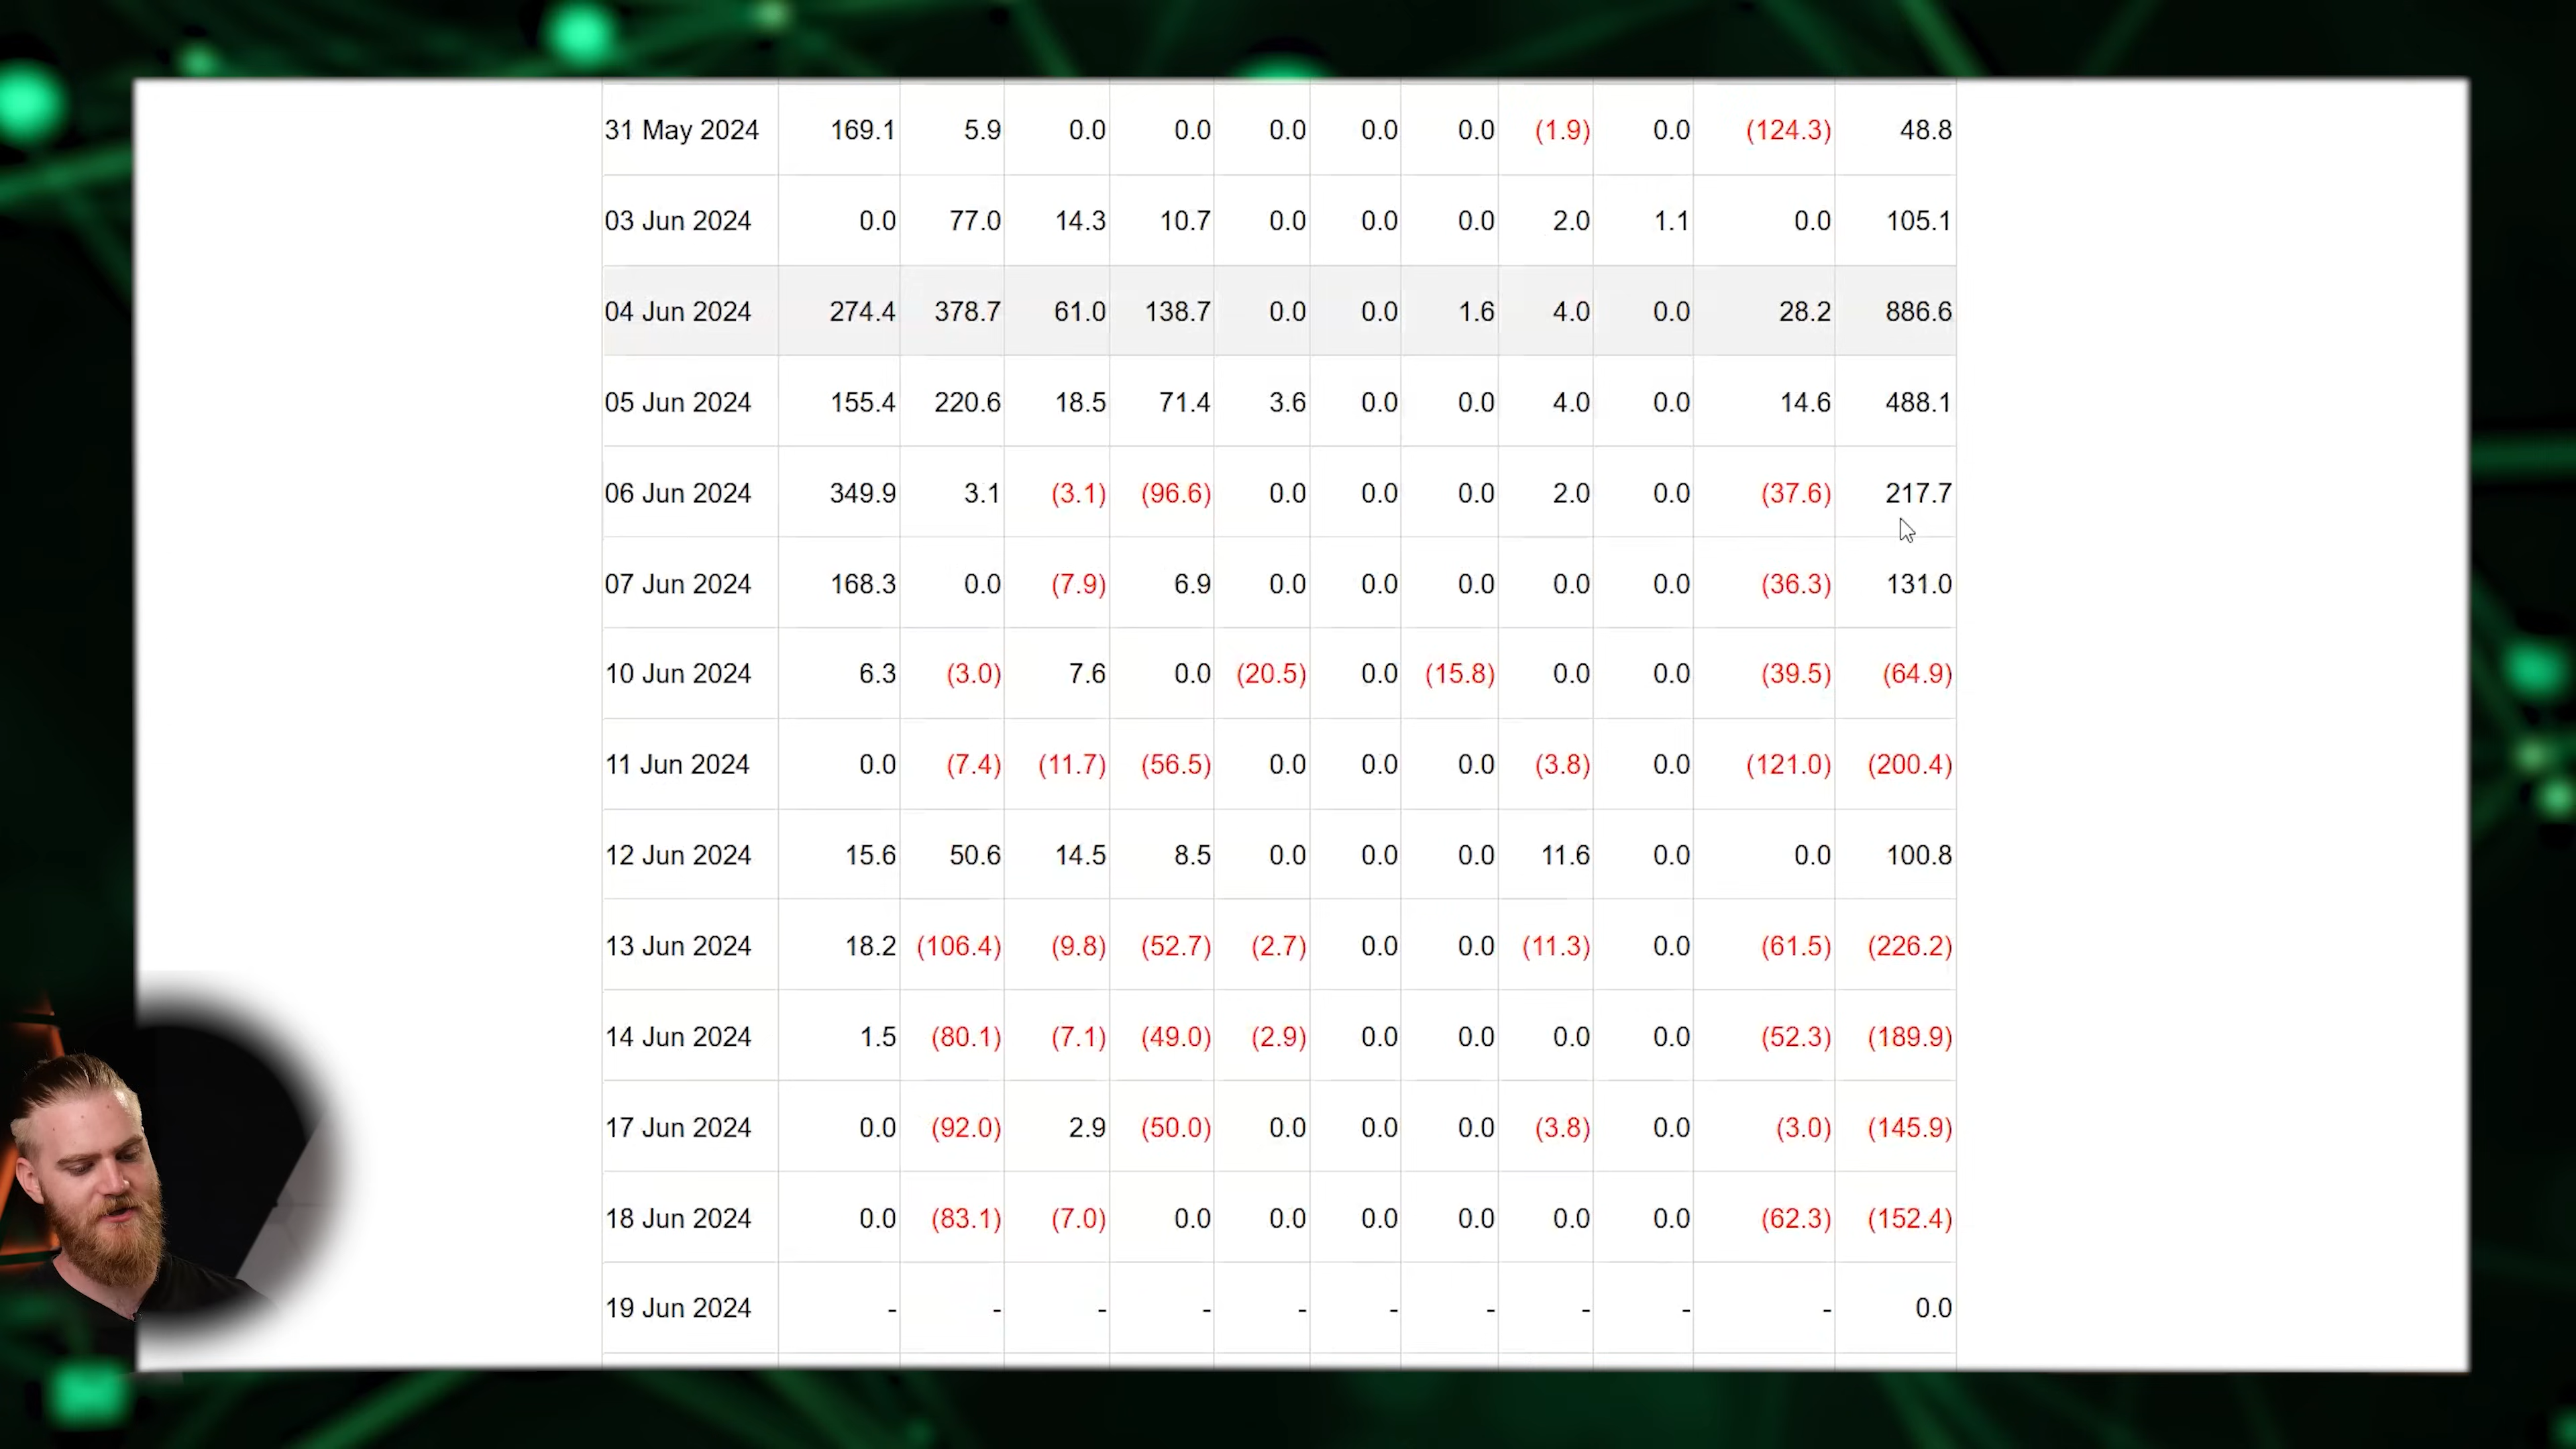 31 May 2024 169.1 5.9 0.0 0.0 0.0 0.0 0.0 (1.9) 0.0 (124.3) 48.8
03 Jun 2024 0.0 77.0 14.3 10.7 0.0 0.0 0.0 2.0 1.1 0.0 105.1
04 Jun 2024 274.4 378.7 61.0 138.7 0.0 0.0 1.6 4.0 0.0 28.2 886.6
05 Jun 2024 155.4 220.6 18.5 71.4 3.6 0.0 0.0 4.0 0.0 14.6 488.1
06 Jun 2024 349.9 3.1 (3.1) (96.6) 0.0 0.0 0.0 2.0 0.0 (37.6) 217.7
07 Jun 2024 168.3 0.0 (7.9) 6.9 0.0 0.0 0.0 0.0 0.0 (36.3) 131.0
10 Jun 2024 6.3 (3.0) 7.6 0.0 (20.5) 0.0 (15.8) 0.0 0.0 (39.5) (64.9)
11 Jun 2024 0.0 (7.4) (11.7) (56.5) 0.0 0.0 0.0 (3.8) 0.0 (121.0) (200.4)
12 Jun 2024 15.6 50.6 14.5 8.5 0.0 0.0 0.0 11.6 0.0 0.0 100.8
13 Jun 2024 18.2 (106.4) (9.8) (52.7) (2.7) 0.0 0.0 (11.3) 0.0 (61.5) (226.2)
14 Jun 2024 1.5 (80.1) (7.1) (49.0) (2.9) 0.0 0.0 0.0 0.0 (52.3) (189.9)
17 Jun 2024 0.0 (92.0) 2.9 (50.0) 0.0 0.0 0.0 (3.8) 0.0 (3.0) (145.9)
18 Jun 2024 0.0 (83.1) (7.0) 0.0 0.0 0.0 0.0 0.0 0.0 (62.3) (152.4)
19 Jun 2024 - - - - - - - - - - 0.0